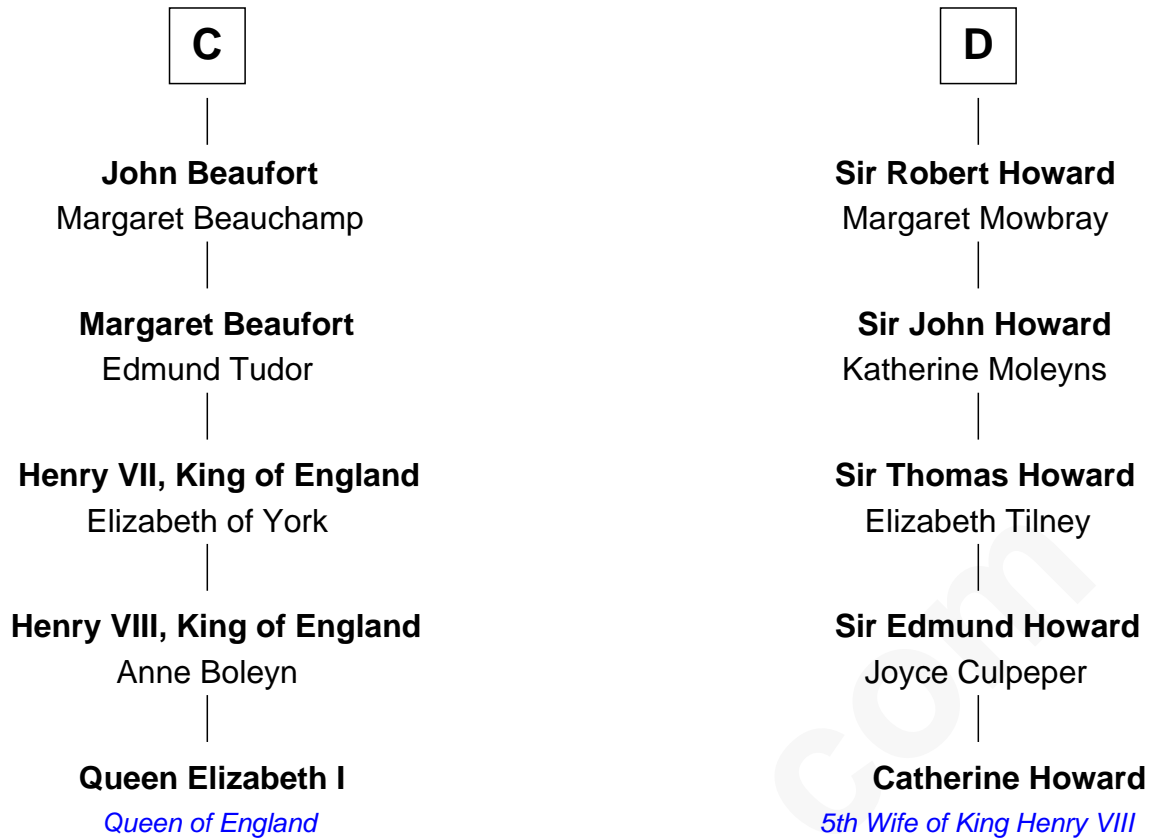 C
John Beaufort
Margaret Beauchamp
Margaret Beaufort
Edmund Tudor
Henry VII, King of England
Elizabeth of York
Henry VIII, King of England
Anne Boleyn
Queen Elizabeth I
Queen of England
D
Sir Robert Howard
Margaret Mowbray
Sir John Howard
Katherine Moleyns
Sir Thomas Howard
Elizabeth Tilney
Sir Edmund Howard
Joyce Culpeper
Catherine Howard
5th Wife of King Henry VIII
com